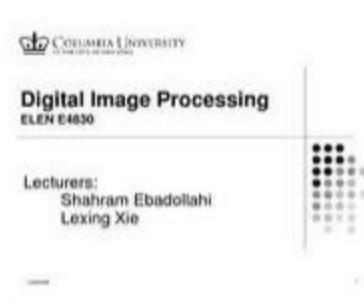 COLUMBIA UNIVERSITY
Digital Image Processing
ELEN E4830
Lecturers:
Shahram Ebadollahi
Lexing Xie